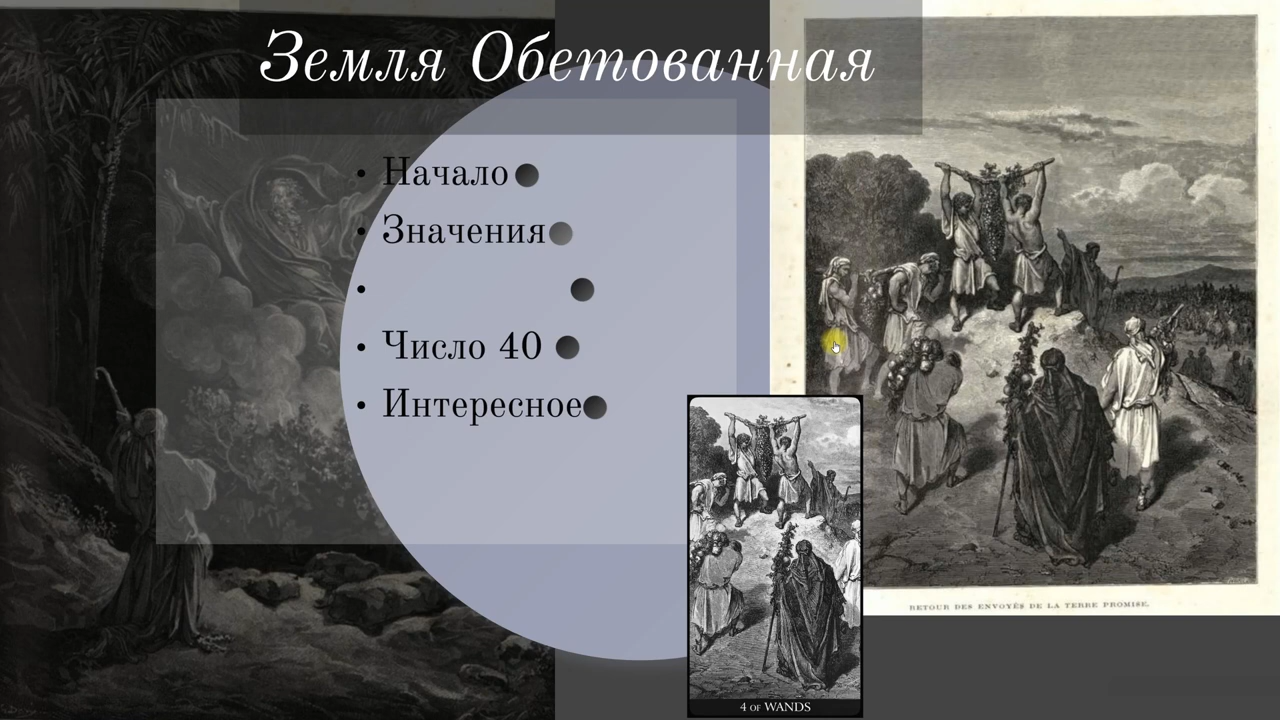 Земля Обетованная
• Начало
• Значения
•
• Число 40
• Интересное
RETOUR DES ENVOYÉS DE LA TERRE PROMISE.
4 OF WANDS